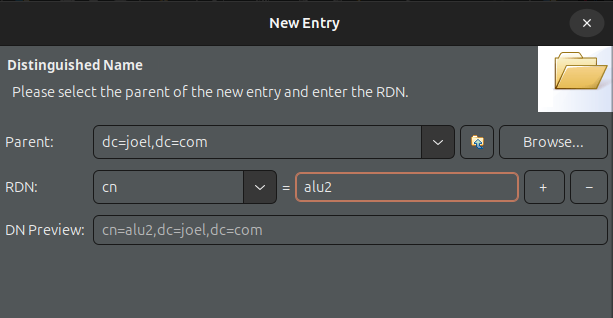 New Entry
Distinguished Name
Please select the parent of the new entry and enter the RDN.
Parent: dc=joel,dc=com Browse...
RDN: cn = alu2 + −
DN Preview: cn=alu2,dc=joel,dc=com